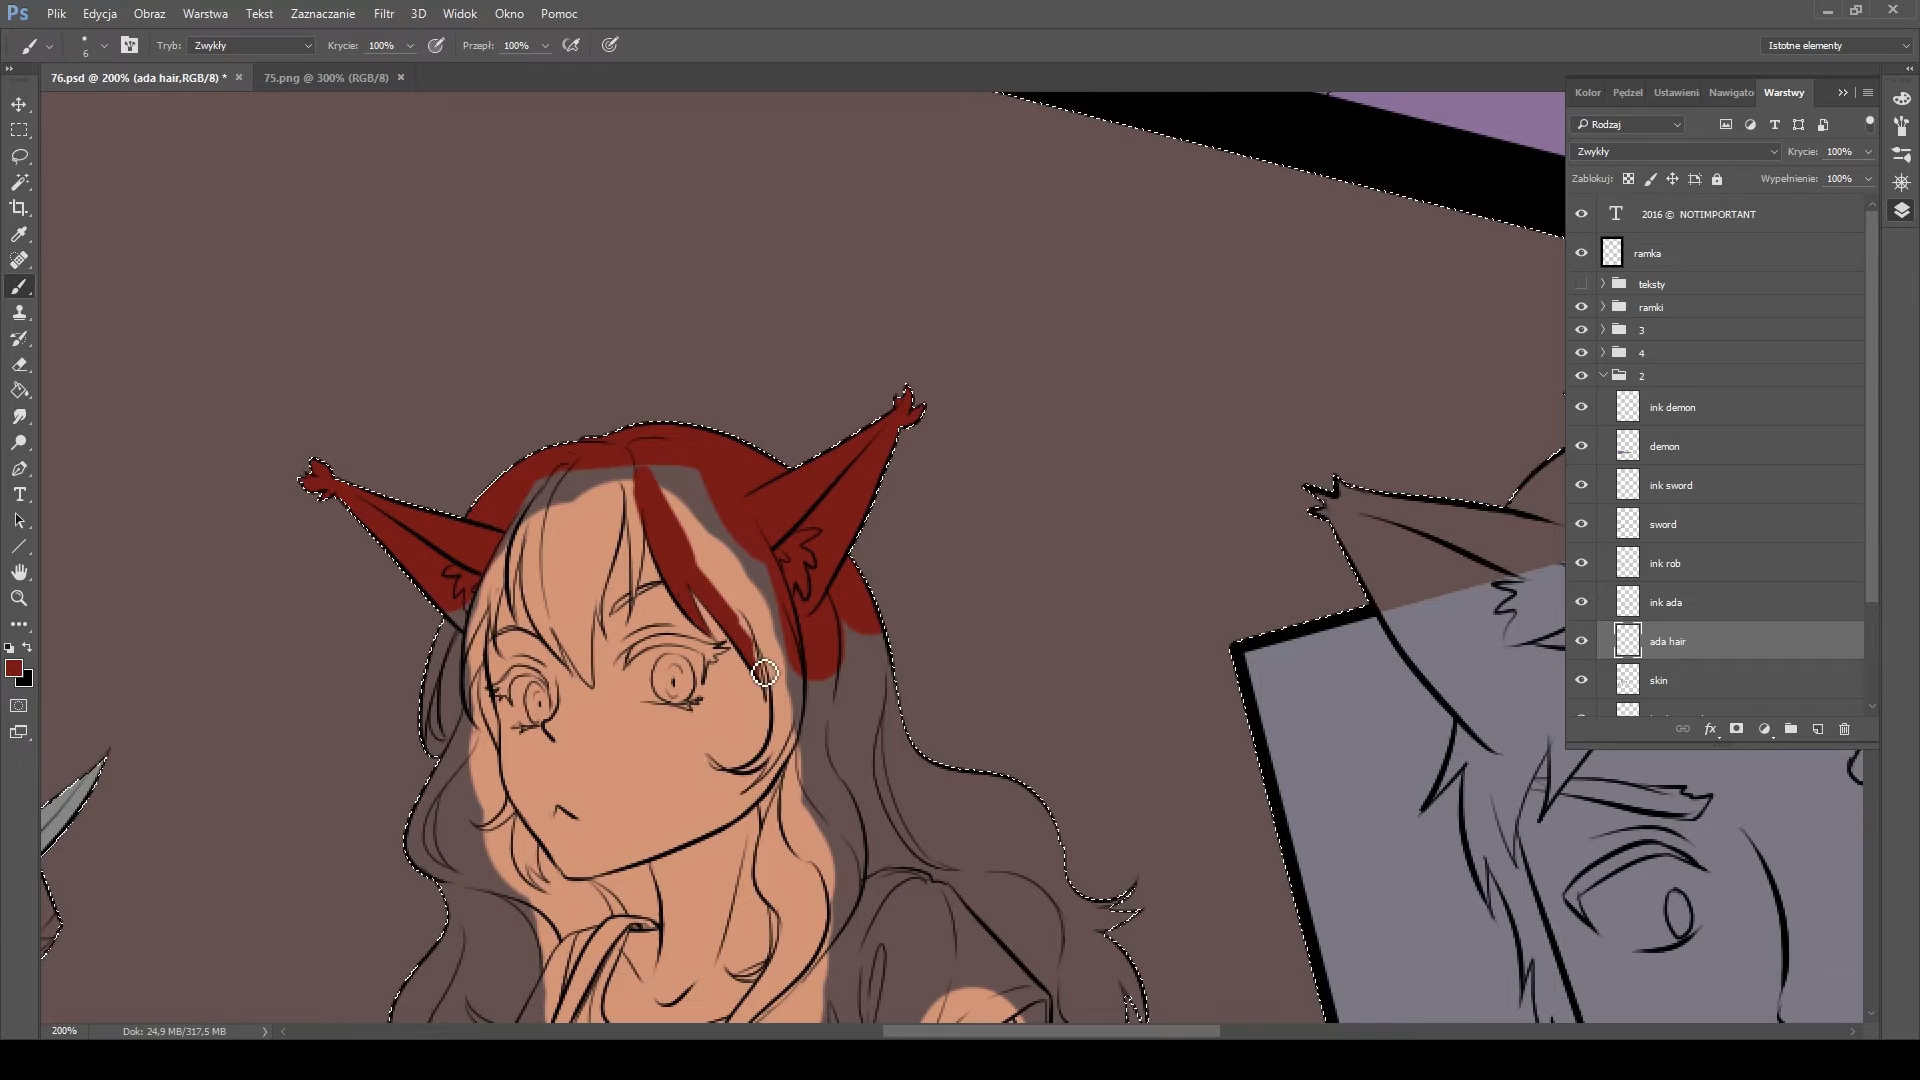 Ps Plik Edycja Obraz Warstwa Tekst Zaznaczanie Filtr 3D Widok Okno Pomoc
6 Tryb: Zwykły Krycie: 100% Przepł: 100% Istotne elementy
76.psd @ 200% (ada hair,RGB/8) * 75.png @ 300% (RGB/8)
Kolor Pędzel Ustawieni Nawigato Warstwy
Rodzaj
Zwykły Krycie: 100%
Zablokuj: Wypełnienie: 100%
T 2016 © NOTIMPORTANT
ramka
teksty
ramki
3
4
2
ink demon
demon
ink sword
sword
ink rob
ink ada
ada hair
skin
fx
200% Dok: 24,9 MB/317,5 MB